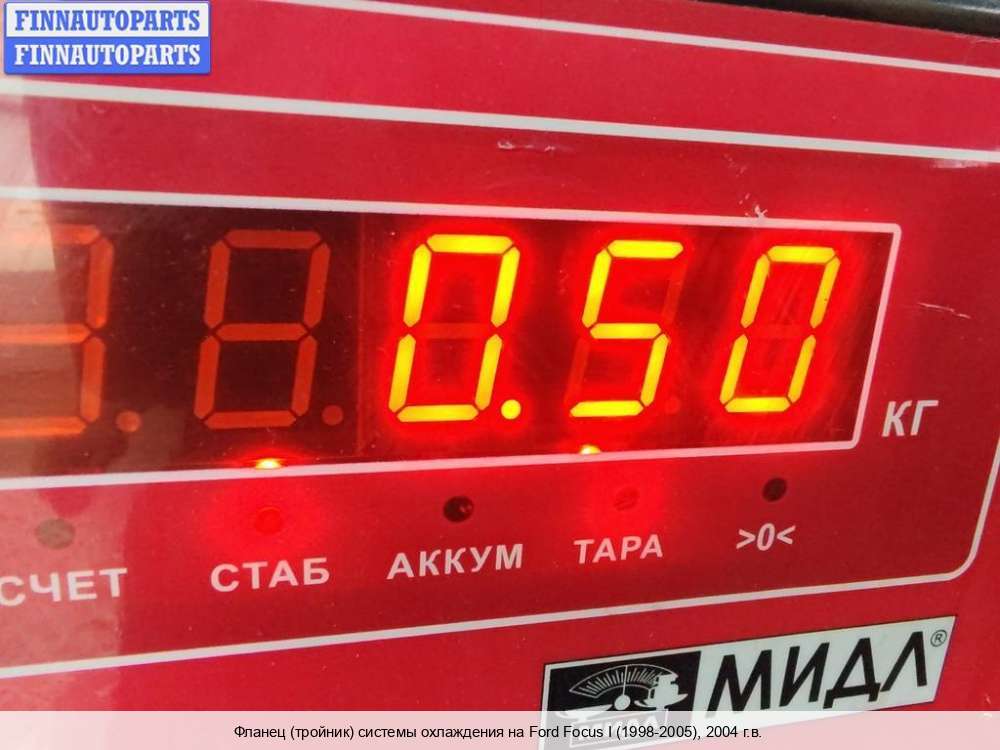 FINNAUTOPARTS
FINNAUTOPARTS
0.50
КГ
СЧЕТ СТАБ АККУМ ТАРА >0<
МИДЛ®
МИДЛ
Фланец (тройник) системы охлаждения на Ford Focus I (1998-2005), 2004 г.в.